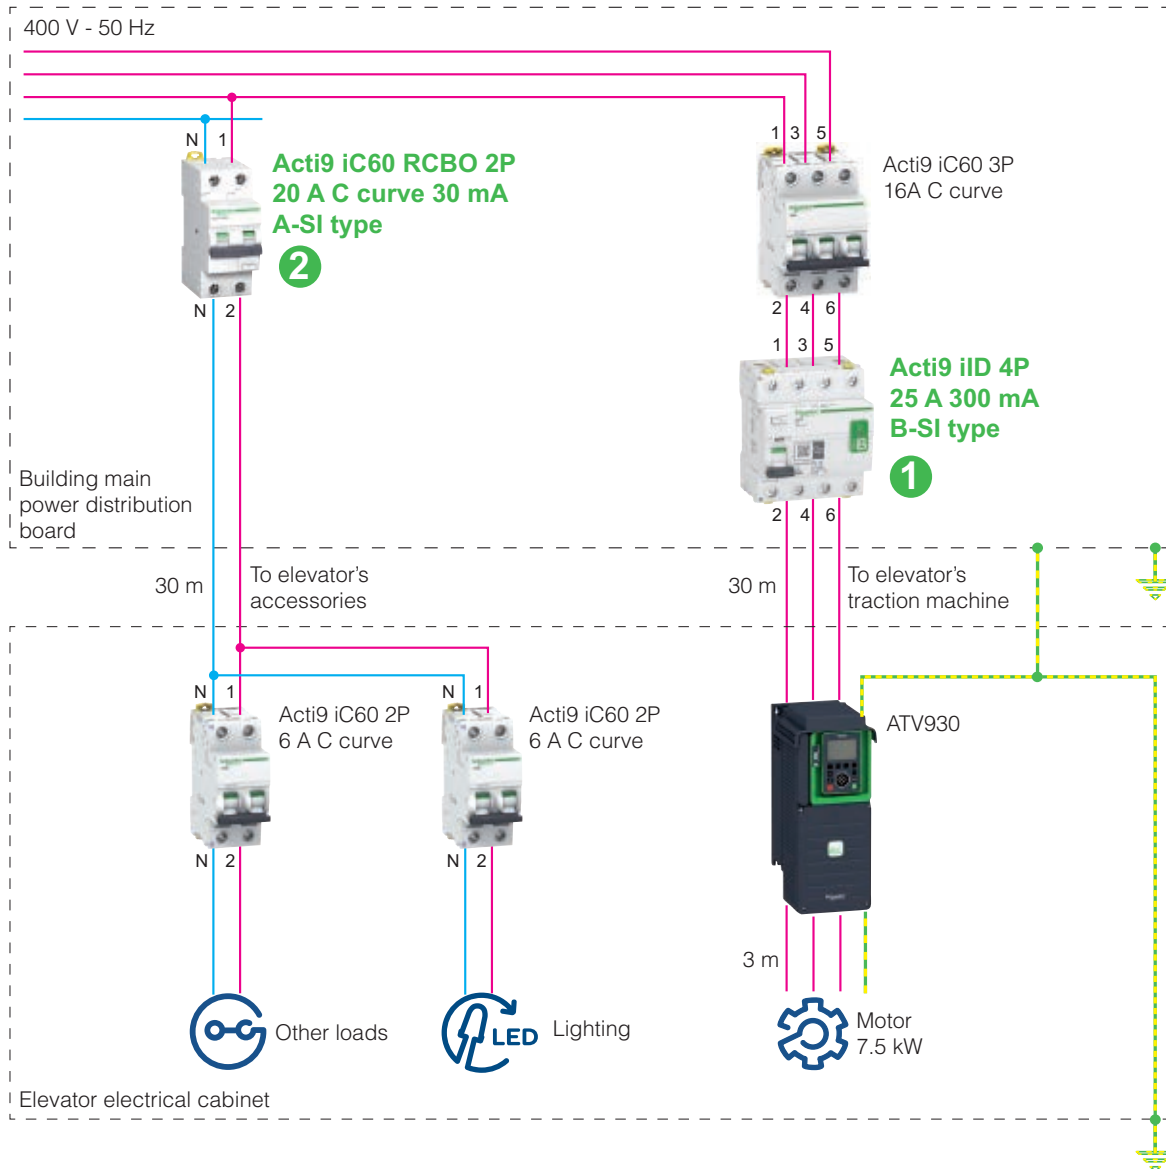 400 V - 50 Hz
N 1
1 3 5
Acti9 iC60 RCBO 2P
20 A C curve 30 mA
A-SI type
2
Acti9 iC60 3P
16A C curve
N 2
2 4 6
1 3 5
Acti9 iID 4P
25 A 300 mA
B-SI type
1
B
2 4 6
Building main
power distribution
board
30 m
To elevator's
accessories
30 m
To elevator's
traction machine
N 1
Acti9 iC60 2P
6 A C curve
N 1
Acti9 iC60 2P
6 A C curve
ATV930
N 2
N 2
3 m
Other loads
LED
Lighting
Motor
7.5 kW
Elevator electrical cabinet